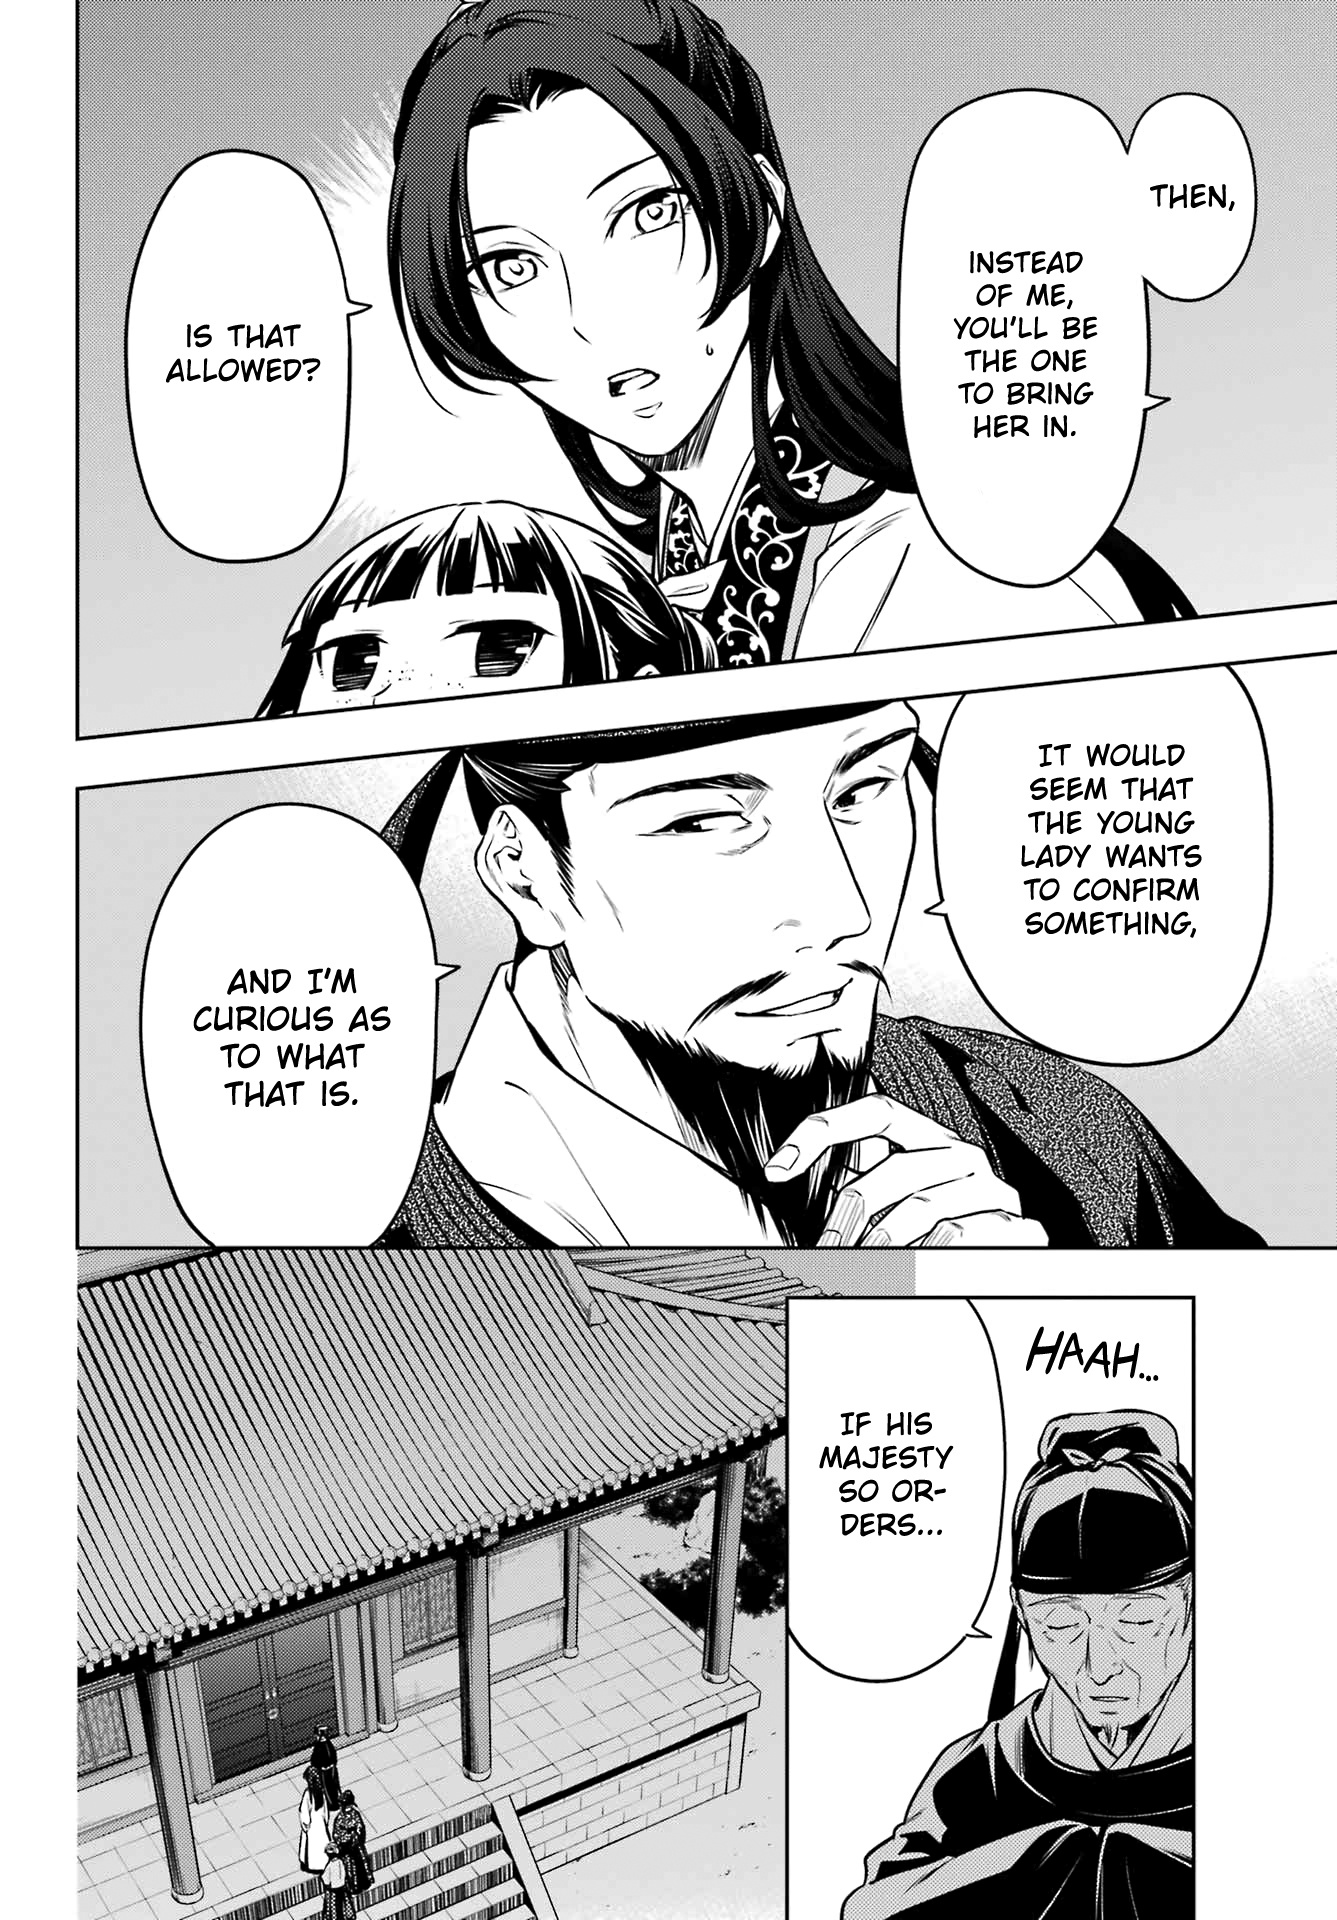 THEN,
INSTEAD
OF ME,
YOU'LL BE
THE ONE
TO BRING
HER IN.
IS THAT
ALLOWED?
IT WOULD
SEEM THAT
THE YOUNG
LADY WANTS
TO CONFIRM
SOMETHING,
AND I'M
CURIOUS AS
TO WHAT
THAT IS.
HAAH...
IF HIS
MAJESTY
SO OR-
DERS...